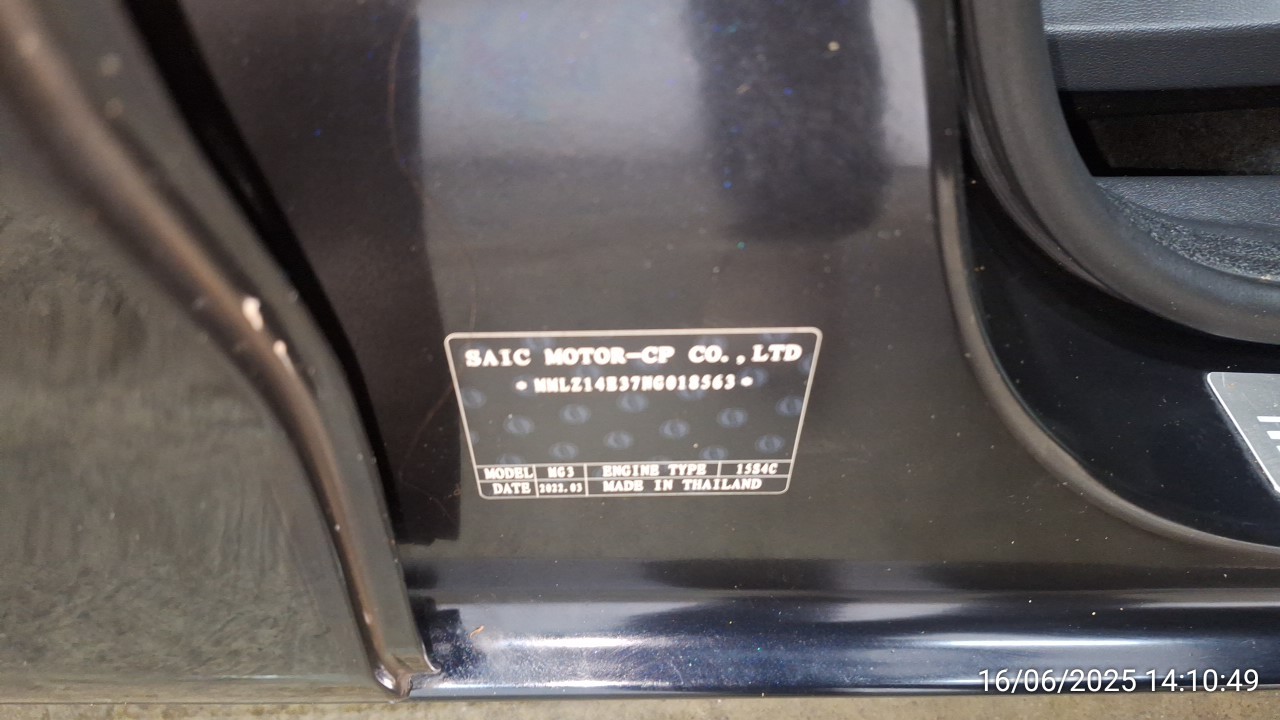 SAIC MOTOR-CP CO.,LTD
* MMLZ14E37NG018563 *
MODEL MG3 ENGINE TYPE 15S4C
DATE 2022.03 MADE IN THAILAND
16/06/2025 14:10:49